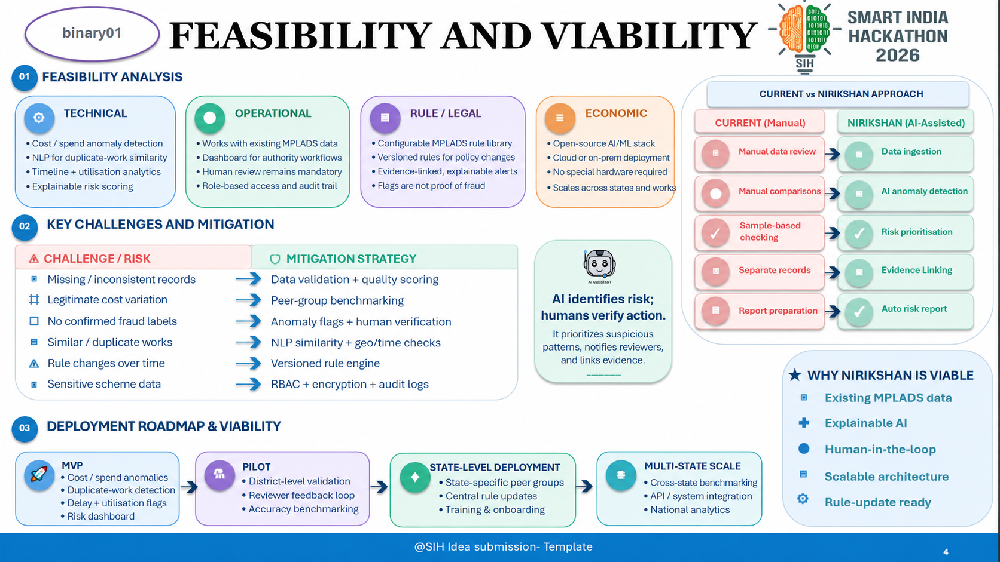 binary01
FEASIBILITY AND VIABILITY
SIH
SMART INDIA
HACKATHON
2026
01
FEASIBILITY ANALYSIS
TECHNICAL
• Cost / spend anomaly detection
• NLP for duplicate-work similarity
• Timeline + utilisation analytics
• Explainable risk scoring
OPERATIONAL
• Works with existing MPLADS data
• Dashboard for authority workflows
• Human review remains mandatory
• Role-based access and audit trail
RULE / LEGAL
• Configurable MPLADS rule library
• Versioned rules for policy changes
• Evidence-linked, explainable alerts
• Flags are not proof of fraud
ECONOMIC
• Open-source AI/ML stack
• Cloud or on-prem deployment
• No special hardware required
• Scales across states and works
CURRENT vs NIRIKSHAN APPROACH
CURRENT (Manual)
NIRIKSHAN (AI-Assisted)
Manual data review
Data ingestion
Manual comparisons
AI anomaly detection
Sample-based
checking
Risk prioritisation
Separate records
Evidence Linking
Report preparation
Auto risk report
02
KEY CHALLENGES AND MITIGATION
CHALLENGE / RISK
MITIGATION STRATEGY
Missing / inconsistent records
Data validation + quality scoring
Legitimate cost variation
Peer-group benchmarking
No confirmed fraud labels
Anomaly flags + human verification
Similar / duplicate works
NLP similarity + geo/time checks
Rule changes over time
Versioned rule engine
Sensitive scheme data
RBAC + encryption + audit logs
AI ASSISTANT
AI identifies risk;
humans verify action.
It prioritizes suspicious
patterns, notifies reviewers,
and links evidence.
WHY NIRIKSHAN IS VIABLE
Existing MPLADS data
Explainable AI
Human-in-the-loop
Scalable architecture
Rule-update ready
03
DEPLOYMENT ROADMAP & VIABILITY
MVP
• Cost / spend anomalies
• Duplicate-work detection
• Delay + utilisation flags
• Risk dashboard
PILOT
• District-level validation
• Reviewer feedback loop
• Accuracy benchmarking
STATE-LEVEL DEPLOYMENT
• State-specific peer groups
• Central rule updates
• Training & onboarding
MULTI-STATE SCALE
• Cross-state benchmarking
• API / system integration
• National analytics
@SIH Idea submission- Template
4